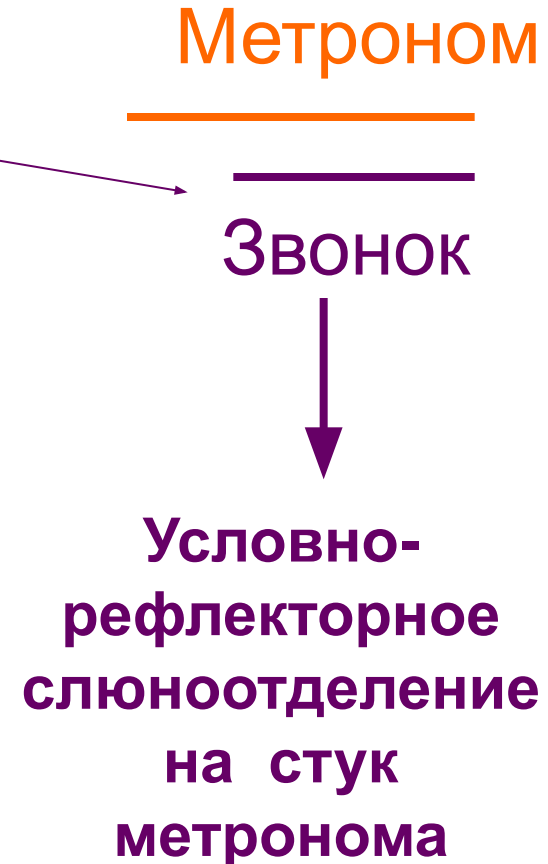 Метроном
Звонок
Условно-
рефлекторное
слюноотделение
на стук
метронома